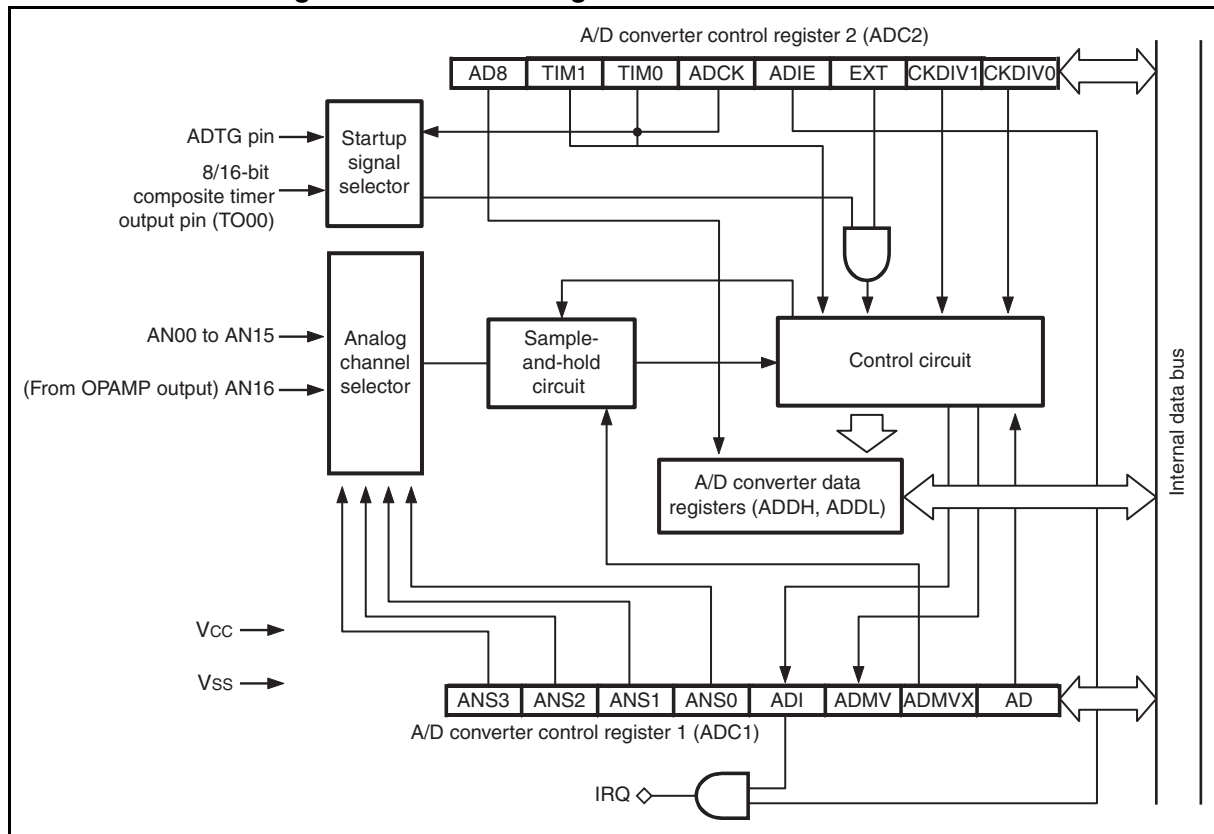 A/D converter control register 2 (ADC2)
AD8 TIM1 TIM0 ADCK ADIE EXT CKDIV1 CKDIV0
ADTG pin
8/16-bit
composite timer
output pin (TO00)
Startup
signal
selector
AN00 to AN15
(From OPAMP output) AN16
Analog
channel
selector
Sample-
and-hold
circuit
Control circuit
A/D converter data
registers (ADDH, ADDL)
Internal data bus
VCC
VSS
ANS3 ANS2 ANS1 ANS0 ADI ADMV ADMVX AD
A/D converter control register 1 (ADC1)
IRQ